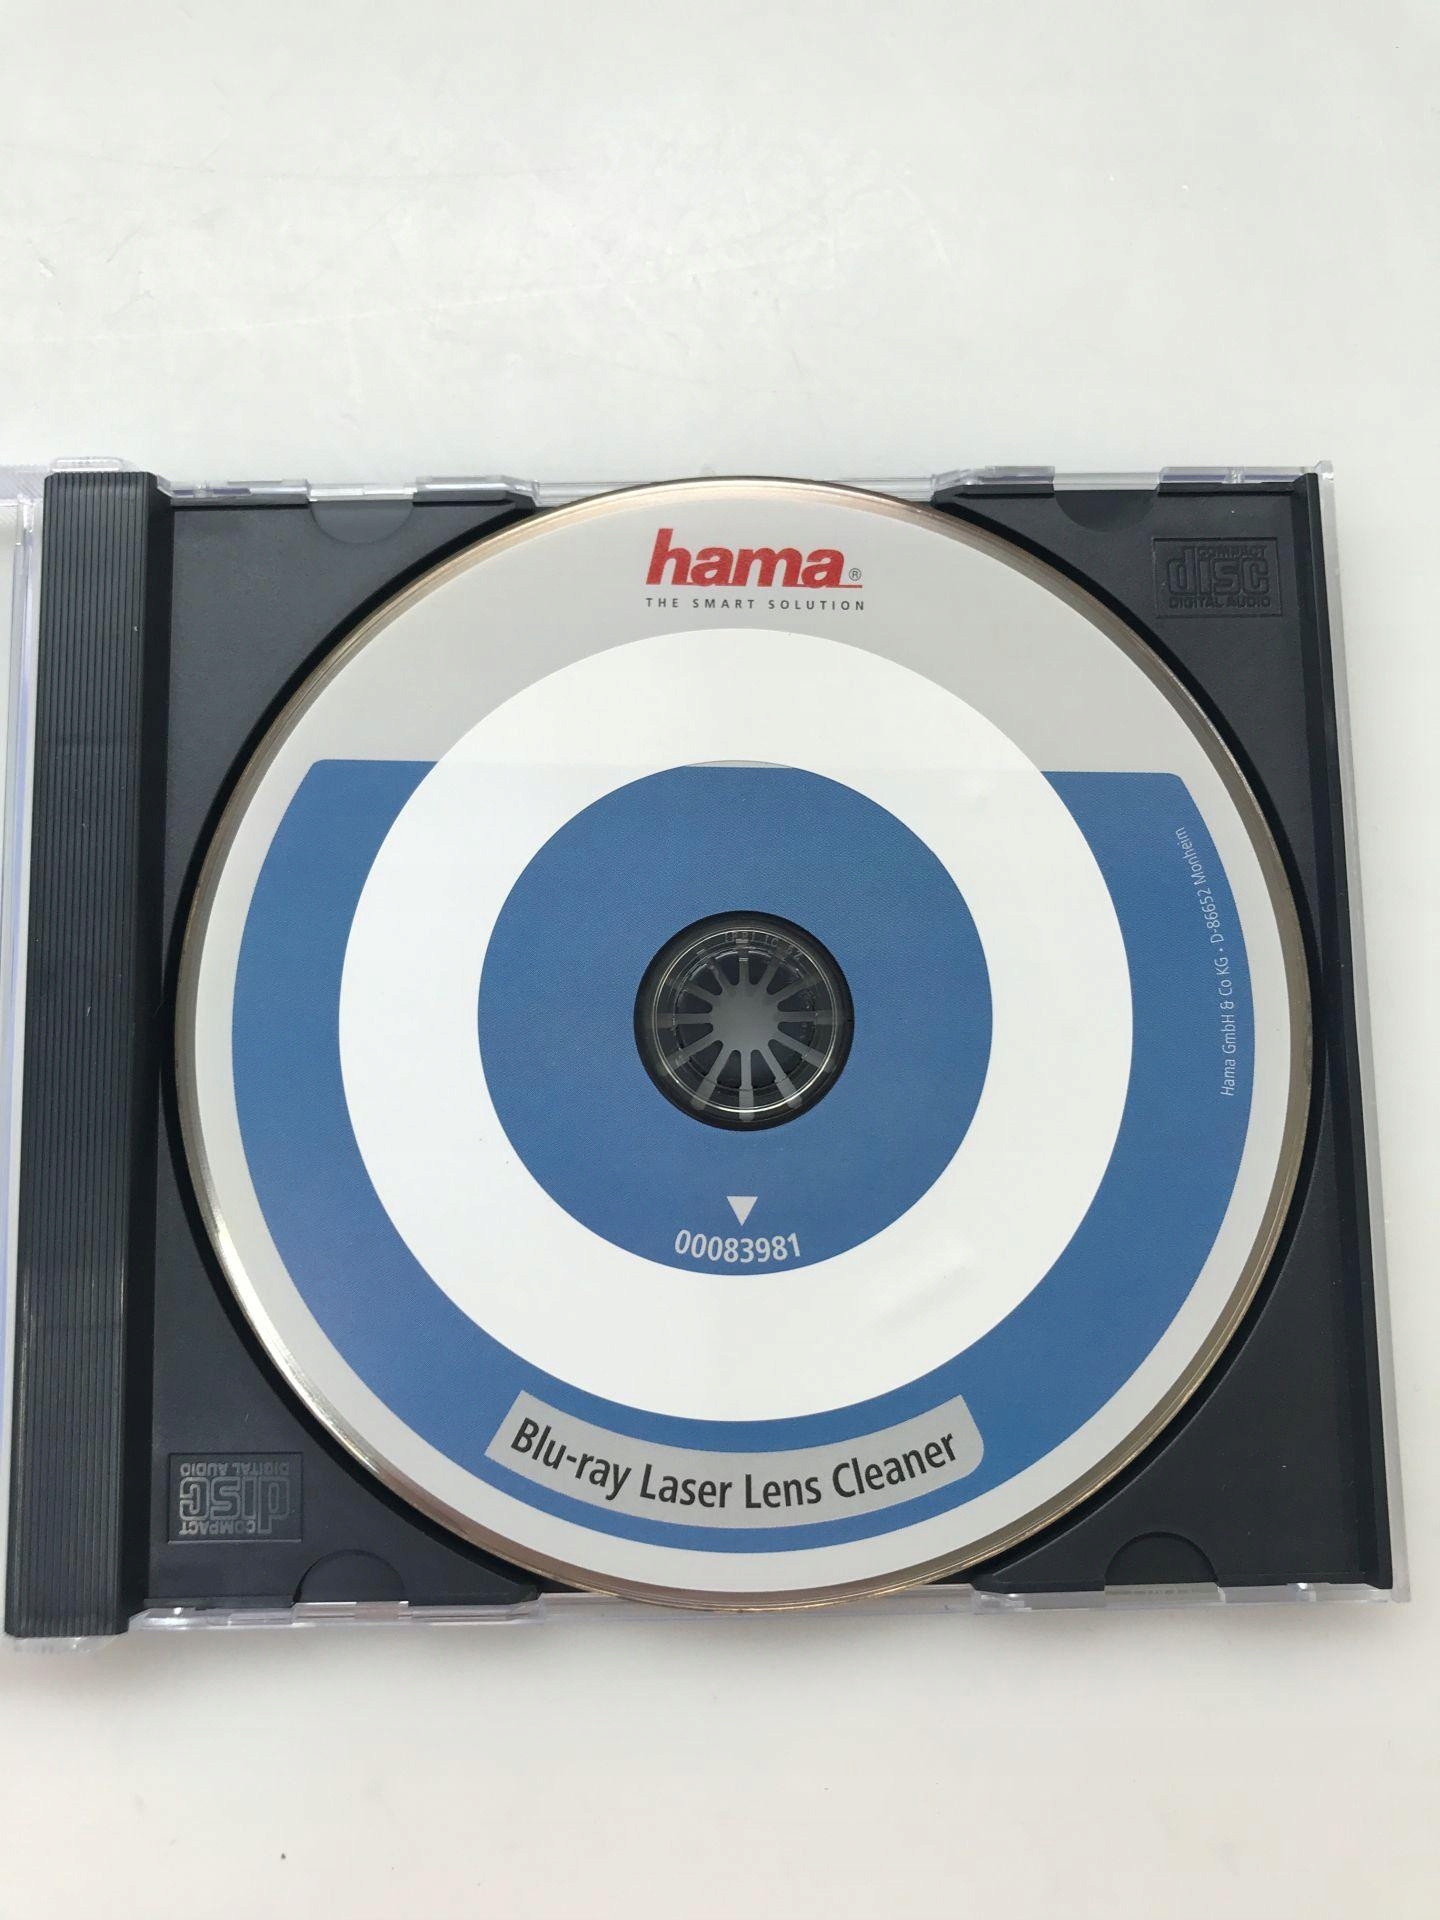 hama®
THE SMART SOLUTION
COMPACT
disc
DIGITAL AUDIO
Hama GmbH & Co KG • D-86652 Monheim
00083981
Blu-ray Laser Lens Cleaner
COMPACT
disc
DIGITAL AUDIO